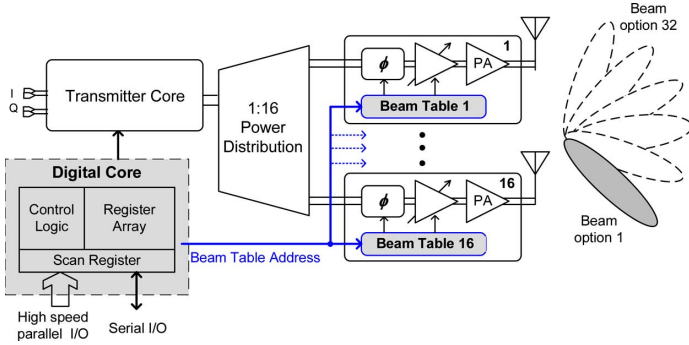 I
Q
Transmitter Core
1:16
Power
Distribution
1
ϕ
PA
Beam Table 1
16
ϕ
PA
Beam Table 16
Beam
option 32
Beam
option 1
Digital Core
Control
Logic
Register
Array
Scan Register
Beam Table Address
High speed
parallel I/O
Serial I/O